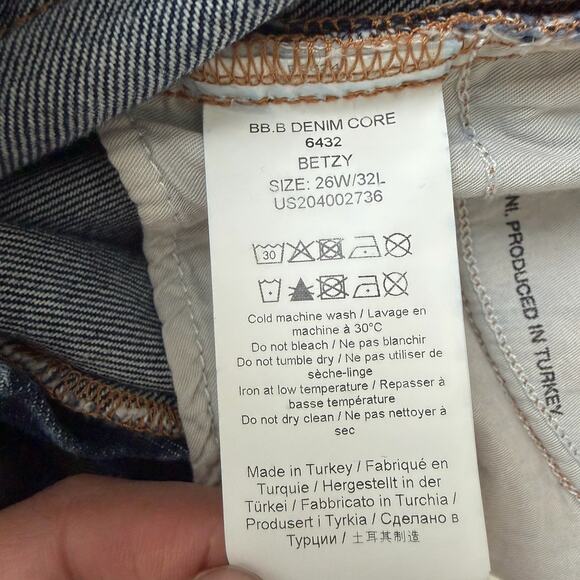 BB.B DENIM CORE
6432
BETZY
SIZE: 26W/32L
US204002736
30
Cold machine wash / Lavage en
machine à 30°C
Do not bleach / Ne pas blanchir
Do not tumble dry / Ne pas utiliser de
sèche-linge
Iron at low temperature / Repasser à
basse température
Do not dry clean / Ne pas nettoyer à
sec
Made in Turkey / Fabriqué en
Turquie / Hergestellt in der
Türkei / Fabbricato in Turchia /
Produsert i Tyrkia / Сделано в
Турции / 土耳其制造
NI. PRODUCED IN TURKEY